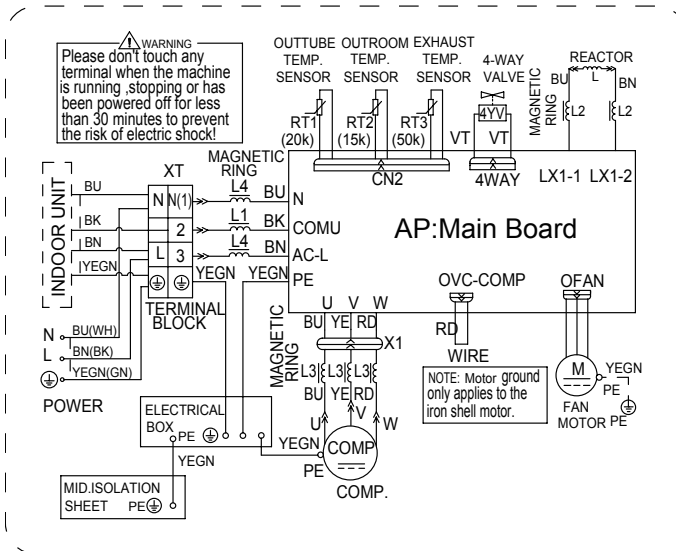 WARNING
Please don't touch any
terminal when the machine
is running ,stopping or has
been powered off for less
than 30 minutes to prevent
the risk of electric shock!
OUTTUBE OUTROOM EXHAUST
TEMP. TEMP. TEMP.
SENSOR SENSOR SENSOR
4-WAY
VALVE
MAGNETIC
RING
REACTOR
BU L BN
RT1 RT2 RT3
(20k) (15k) (50k)
4YV
VT VT
L2 L2
CN2
4WAY
LX1-1 LX1-2
AP:Main Board
INDOOR UNIT
XT
MAGNETIC
RING
BU N N(1) L4 BU N
BK 2 L1 BK COMU
BN L 3 L4 BN AC-L
YEGN YEGN YEGN PE
TERMINAL
BLOCK
N BU(WH)
L BN(BK)
YEGN(GN)
POWER
U V W
BU YE RD
X1
MAGNETIC
RING
L3 L3 L3
BU YE RD
U V W
OVC-COMP
RD
WIRE
OFAN
NOTE: Motor ground
only applies to the
iron shell motor.
M
YEGN
PE
FAN
MOTOR PE
ELECTRICAL
BOX
PE
YEGN
YEGN
PE
COMP
COMP.
MID.ISOLATION
SHEET PE